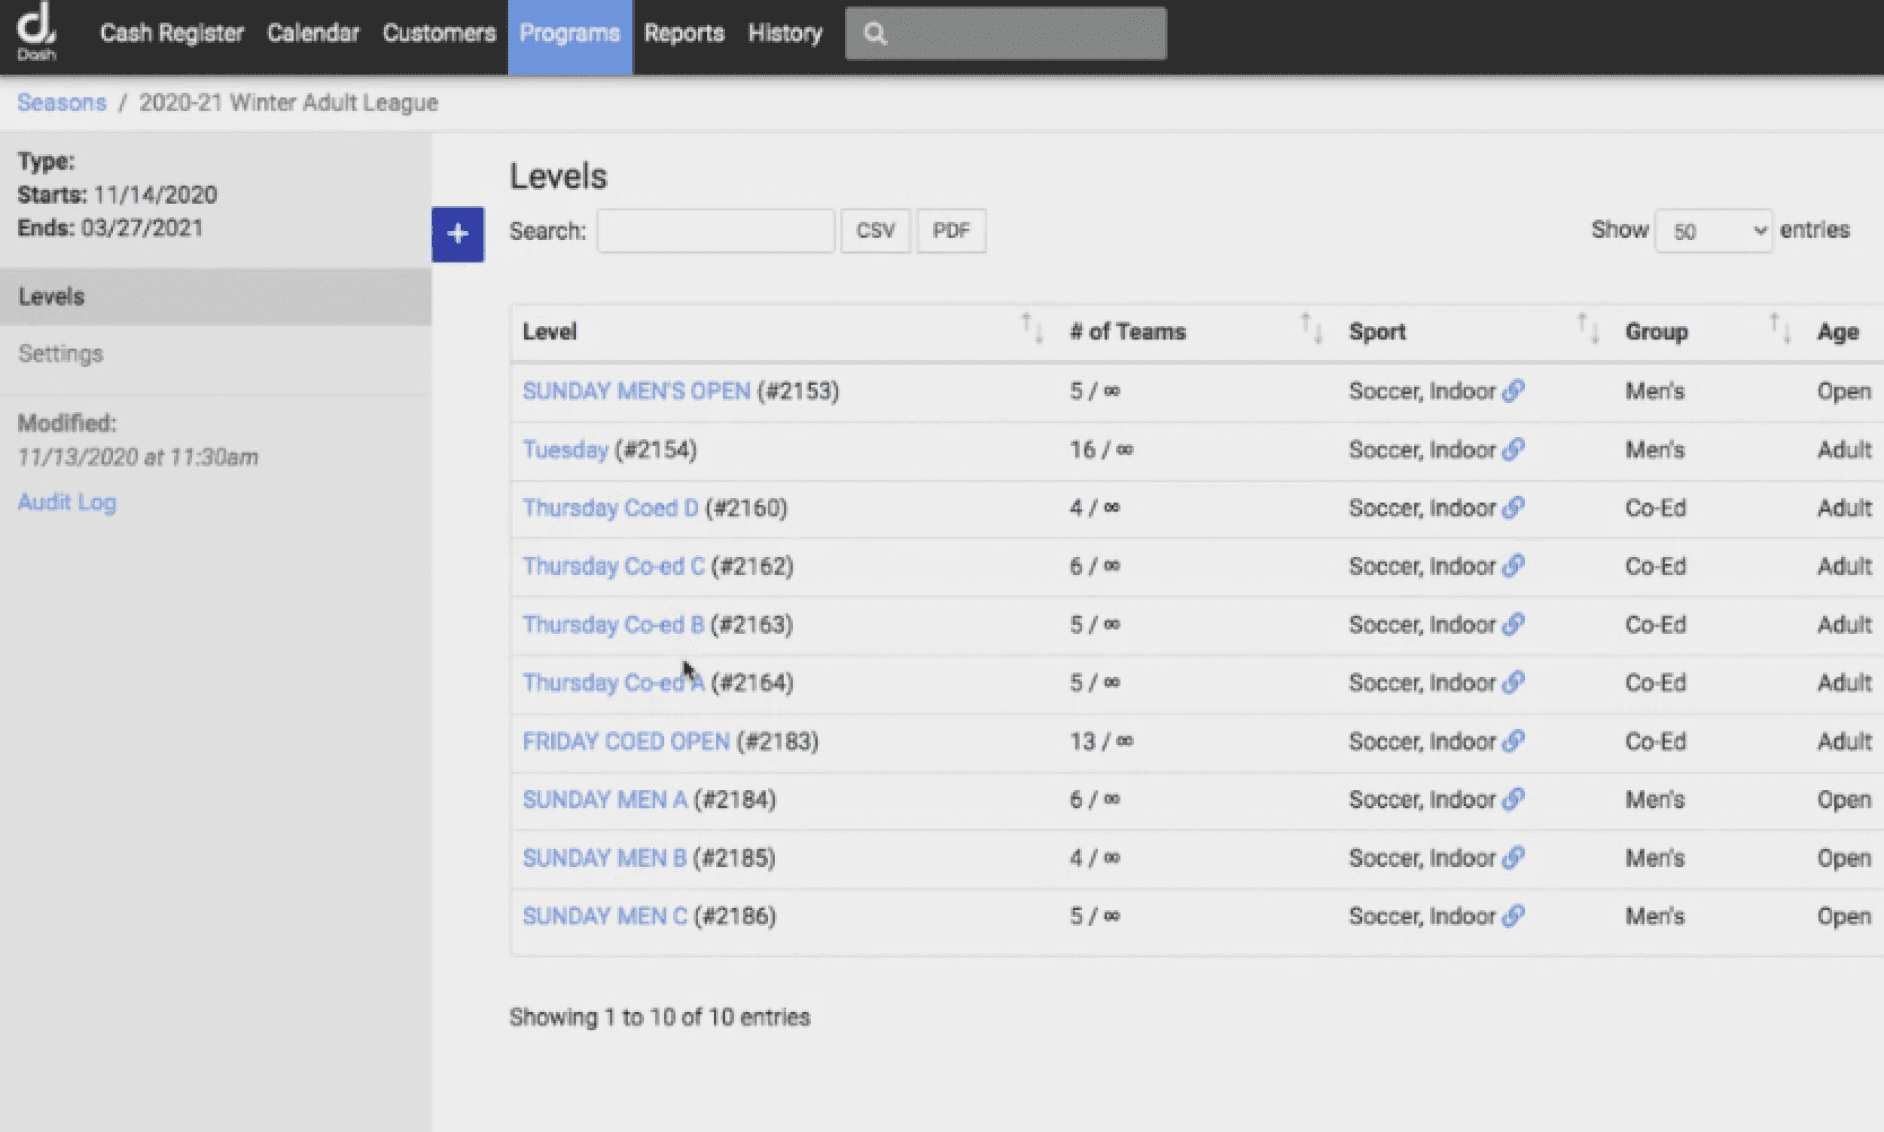 d.
Dash
Cash Register Calendar Customers Programs Reports History
Seasons / 2020-21 Winter Adult League
Type:
Starts: 11/14/2020
Ends: 03/27/2021
Levels
Settings
Modified:
11/13/2020 at 11:30am
Audit Log
+
Levels
Search: CSV PDF Show 50 entries
Level # of Teams Sport Group Age
SUNDAY MEN'S OPEN (#2153) 5 / ∞ Soccer, Indoor Men's Open
Tuesday (#2154) 16 / ∞ Soccer, Indoor Men's Adult
Thursday Coed D (#2160) 4 / ∞ Soccer, Indoor Co-Ed Adult
Thursday Co-ed C (#2162) 6 / ∞ Soccer, Indoor Co-Ed Adult
Thursday Co-ed B (#2163) 5 / ∞ Soccer, Indoor Co-Ed Adult
Thursday Co-ed A (#2164) 5 / ∞ Soccer, Indoor Co-Ed Adult
FRIDAY COED OPEN (#2183) 13 / ∞ Soccer, Indoor Co-Ed Adult
SUNDAY MEN A (#2184) 6 / ∞ Soccer, Indoor Men's Open
SUNDAY MEN B (#2185) 4 / ∞ Soccer, Indoor Men's Open
SUNDAY MEN C (#2186) 5 / ∞ Soccer, Indoor Men's Open
Showing 1 to 10 of 10 entries